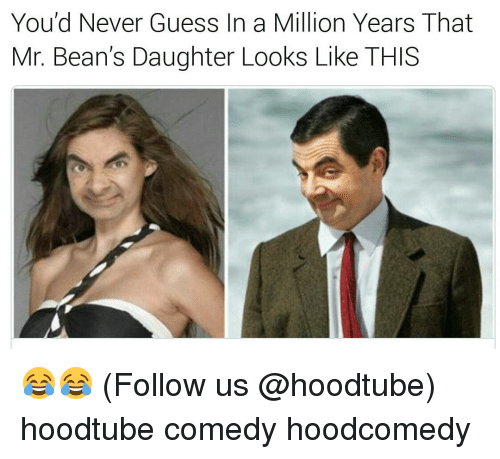 You'd Never Guess In a Million Years That
Mr. Bean's Daughter Looks Like THIS
😂😂 (Follow us @hoodtube)
hoodtube comedy hoodcomedy